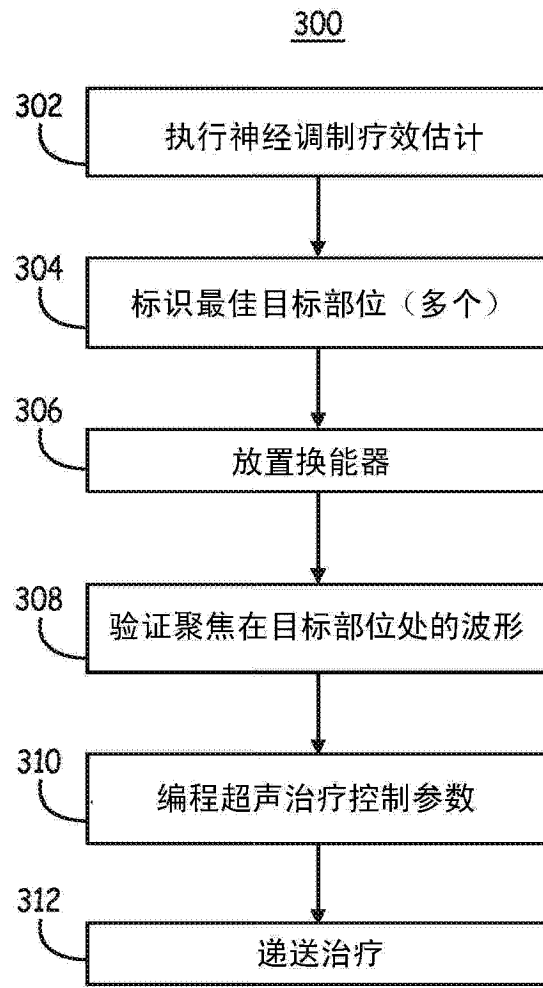 300
302
执行神经调制疗效估计
304
标识最佳目标部位（多个）
306
放置换能器
308
验证聚焦在目标部位处的波形
310
编程超声治疗控制参数
312
递送治疗